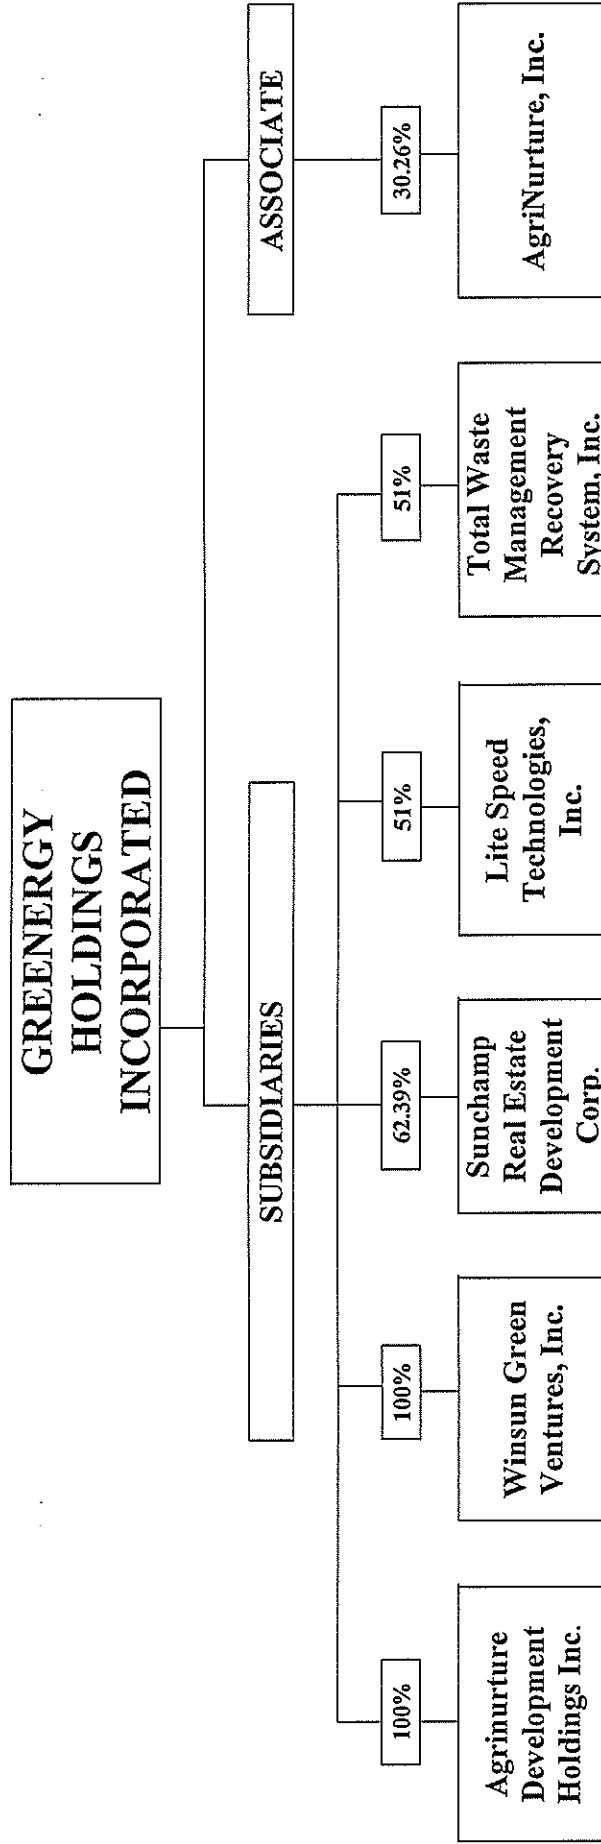 GREENERGY
HOLDINGS
INCORPORATED
SUBSIDIARIES
ASSOCIATE
100%
100%
62.39%
51%
51%
30.26%
Agrinurture
Development
Holdings Inc.
Winsun Green
Ventures, Inc.
Sunchamp
Real Estate
Development
Corp.
Lite Speed
Technologies,
Inc.
Total Waste
Management
Recovery
System, Inc.
AgriNurture, Inc.